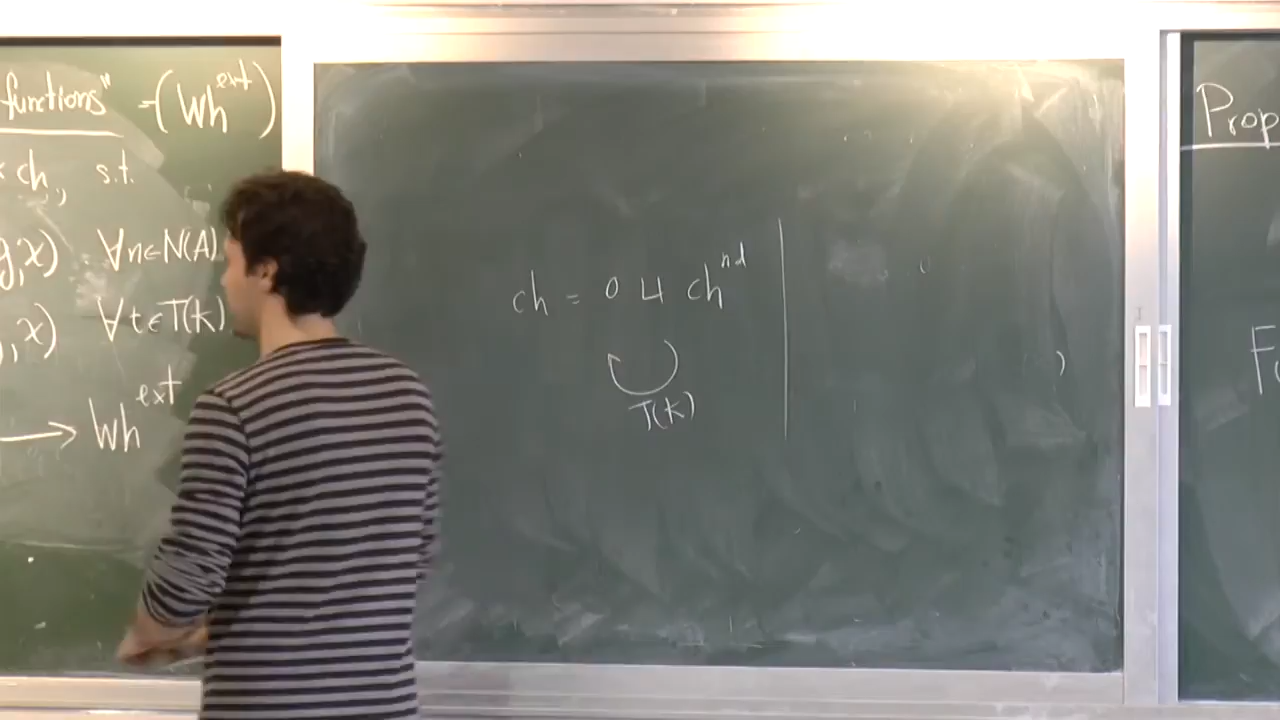 functions" -(Wh^ext)
ch, s.t.
g,χ) ∀n∈N(A)
,χ) ∀t∈T(k)
⟶ Wh^ext
ch = 0 ⊔ ch^nd
T(k)
Prop